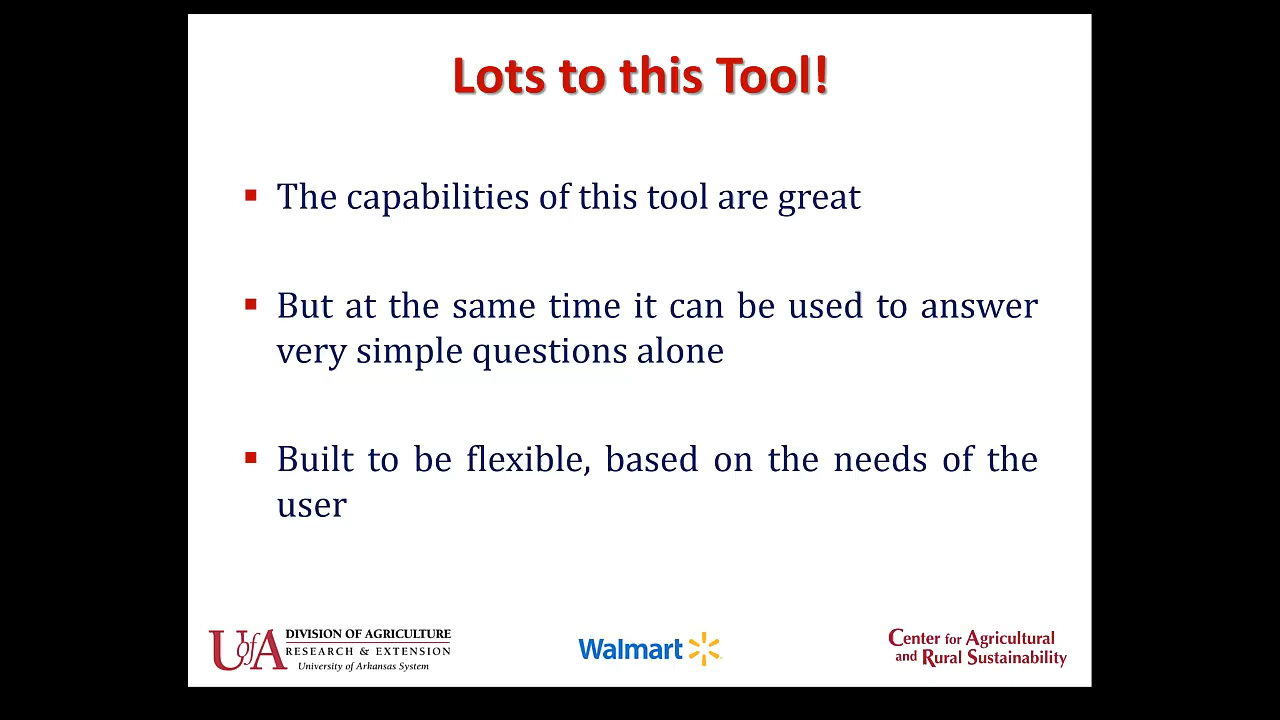 Lots to this Tool!
The capabilities of this tool are great
But at the same time it can be used to answer
very simple questions alone
Built to be flexible, based on the needs of the
user
UofA DIVISION OF AGRICULTURE
RESEARCH & EXTENSION
University of Arkansas System
Walmart
Center for Agricultural
and Rural Sustainability